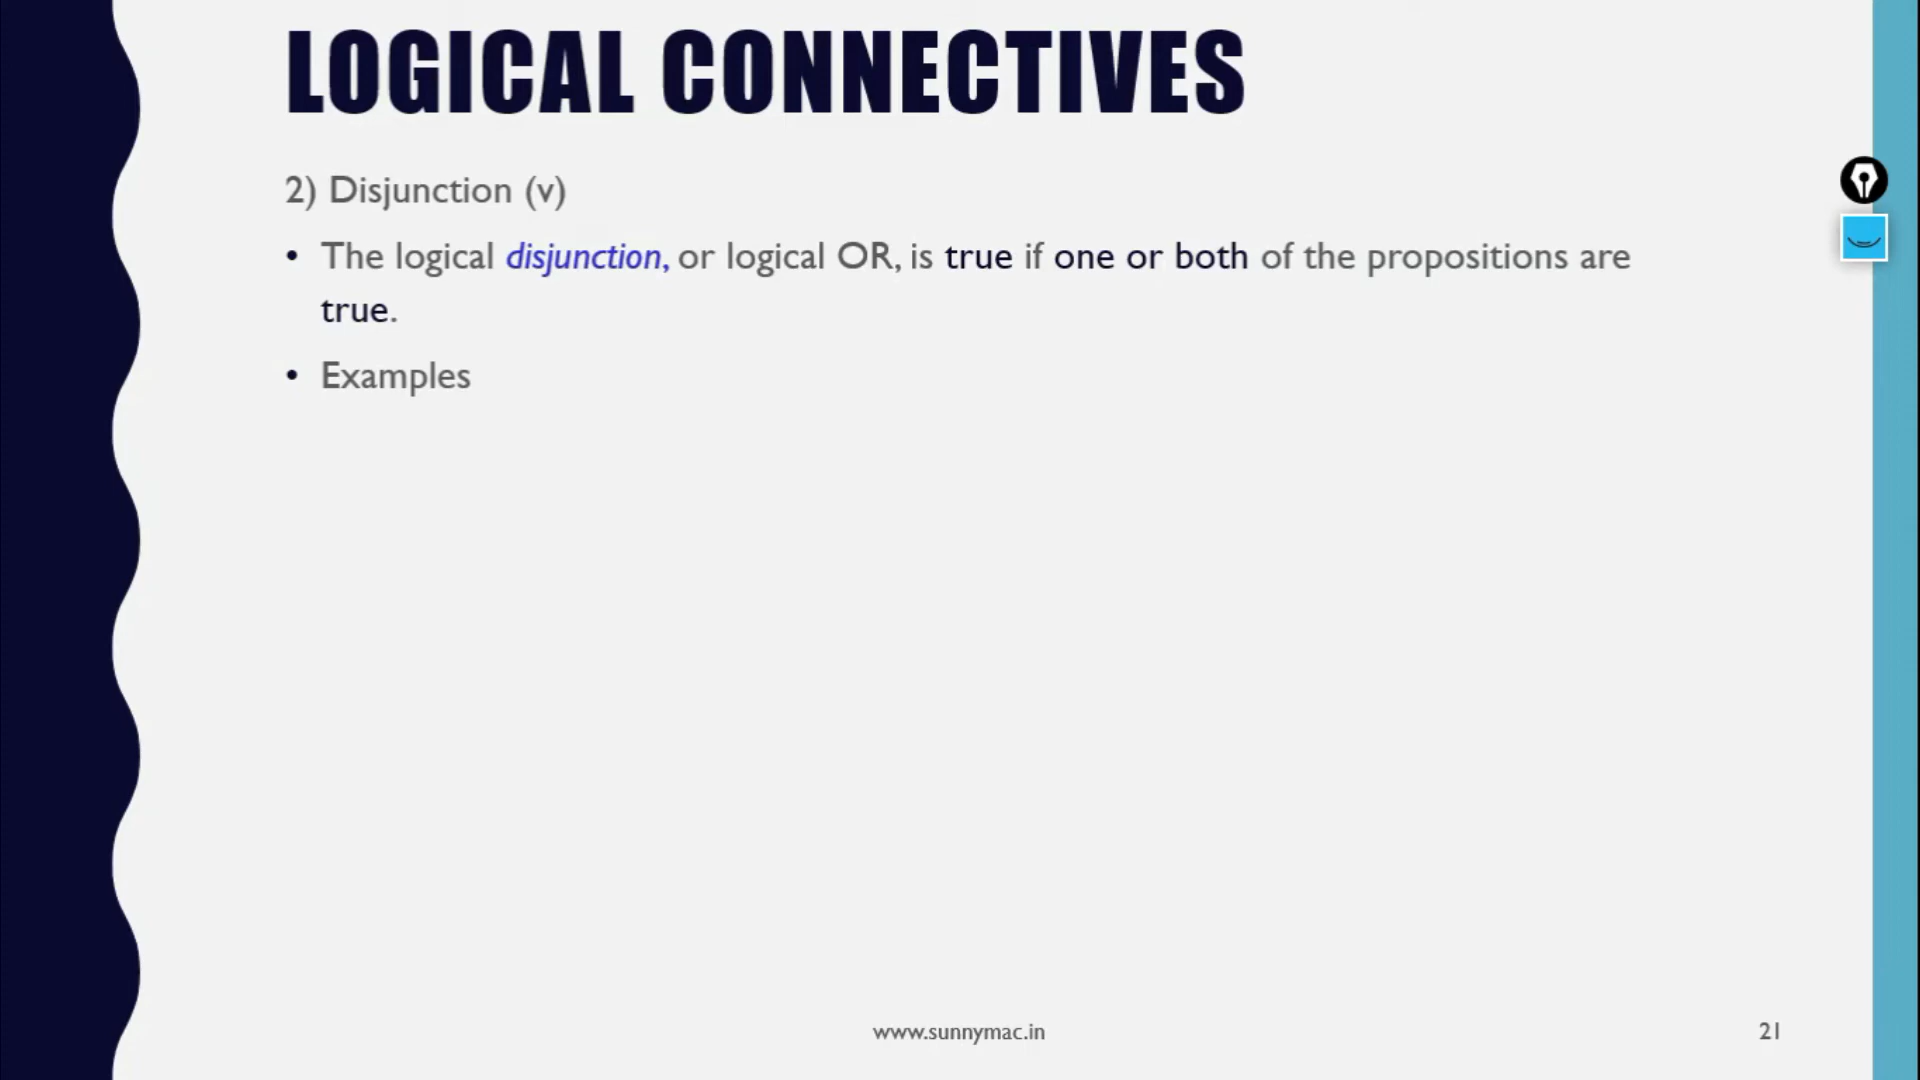 LOGICAL CONNECTIVES
2) Disjunction (v)
• The logical disjunction, or logical OR, is true if one or both of the propositions are
true.
• Examples
www.sunnymac.in
21